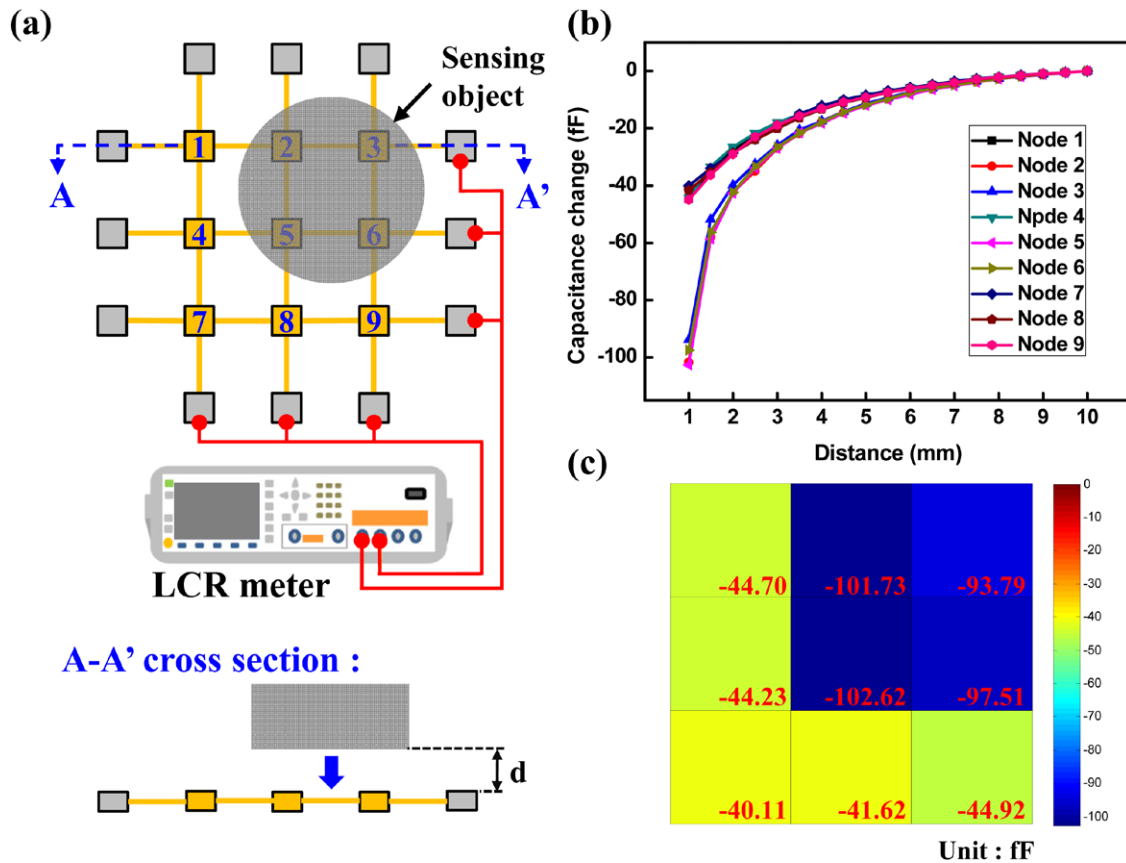 (a)
Sensing
object
1 2 3
A A’
4 5 6
7 8 9
LCR meter
A-A’ cross section :
d
(b)
0
-20
-40
-60
-80
-100
Capacitance change (fF)
Node 1
Node 2
Node 3
Npde 4
Node 5
Node 6
Node 7
Node 8
Node 9
1 2 3 4 5 6 7 8 9 10
Distance (mm)
(c)
-44.70 -101.73 -93.79
-44.23 -102.62 -97.51
-40.11 -41.62 -44.92
0
-10
-20
-30
-40
-50
-60
-70
-80
-90
-100
Unit : fF